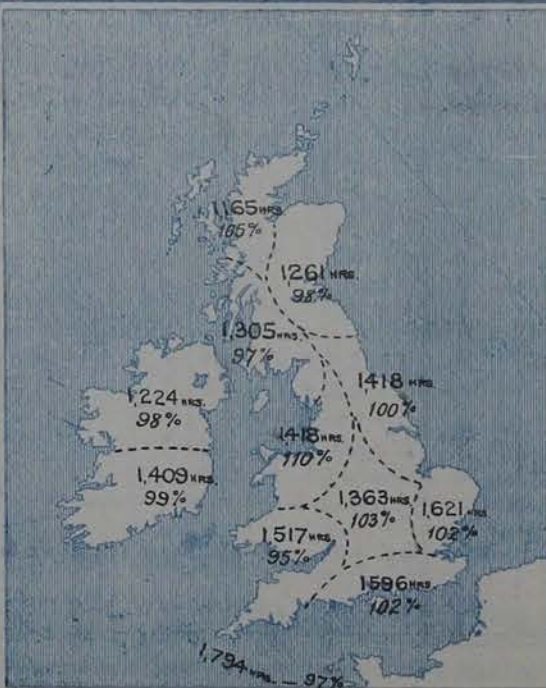 1,165 HRS.
105%
1261 HRS.
98%
1,305 HRS.
97%
1418 HRS.
100%
1,224 HRS.
98%
1418 HRS.
110%
1,409 HRS.
99%
1,363 HRS.
103%
1,621 HRS.
102%
1,517 HRS.
95%
1596 HRS.
102%
1,794 HRS. — 97%